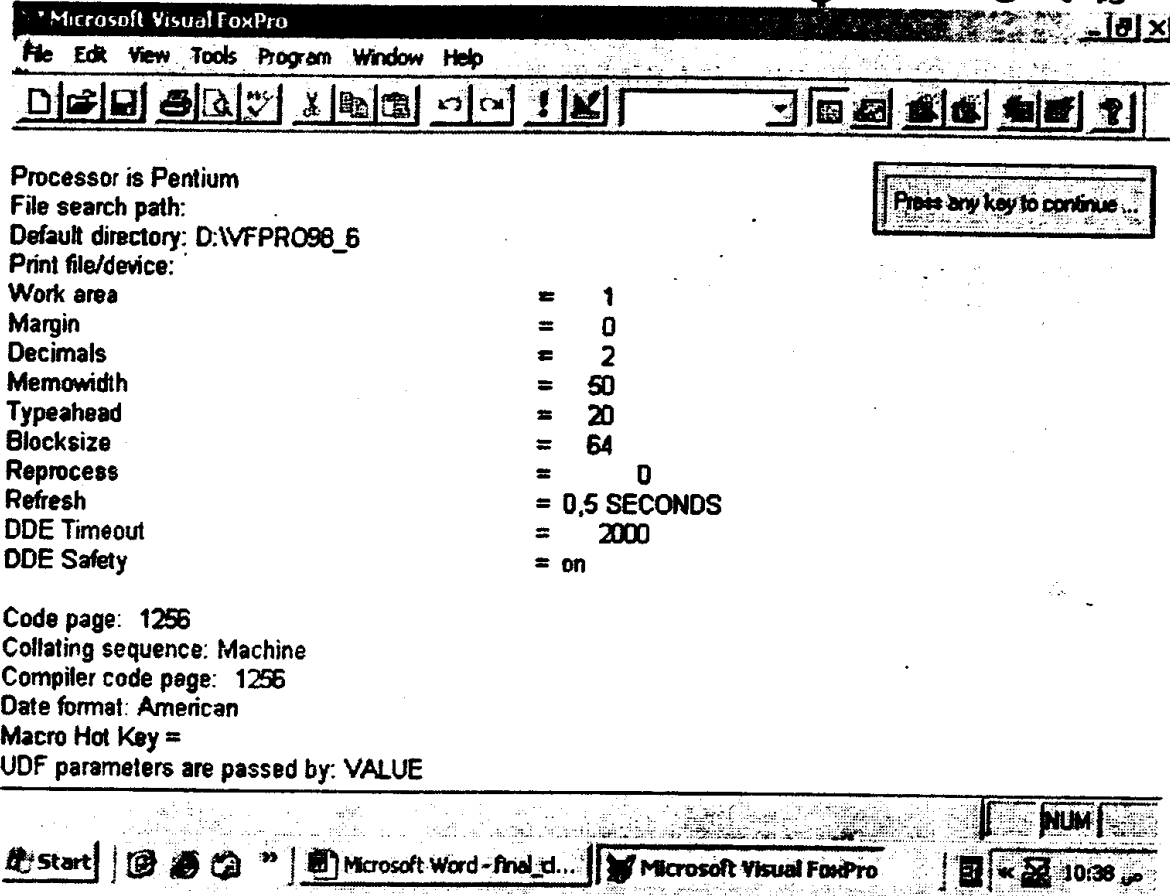 Microsoft Visual FoxPro
File Edit View Tools Program Window Help
Processor is Pentium
File search path:
Default directory: D:\VFPRO98_6
Print file/device:
Work area = 1
Margin = 0
Decimals = 2
Memowidth = 50
Typeahead = 20
Blocksize = 64
Reprocess = 0
Refresh = 0,5 SECONDS
DDE Timeout = 2000
DDE Safety = on
Press any key to continue ...
Code page: 1256
Collating sequence: Machine
Compiler code page: 1256
Date format: American
Macro Hot Key =
UDF parameters are passed by: VALUE
NUM
Start Microsoft Word - final_d... Microsoft Visual FoxPro 10:38 ص